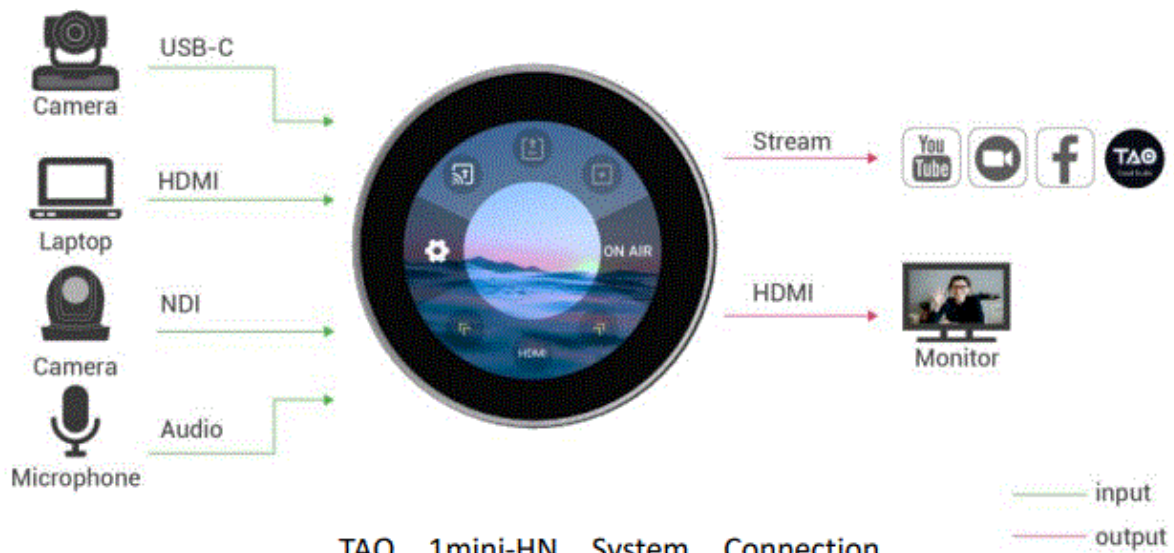 USB-C
Camera
HDMI
Laptop
NDI
Camera
Audio
Microphone
ON AIR
HDMI
Stream
You
Tube
f
TAO
HDMI
Monitor
input
output
TAO 1mini-HN System Connection